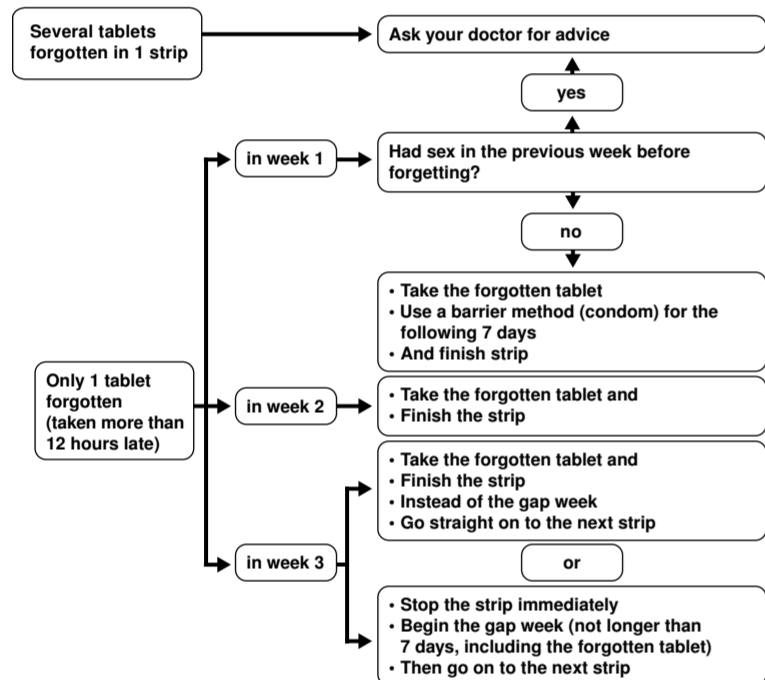 Several tablets
forgotten in 1 strip
Ask your doctor for advice
yes
in week 1
Had sex in the previous week before
forgetting?
no
• Take the forgotten tablet
• Use a barrier method (condom) for the
following 7 days
• And finish strip
Only 1 tablet
forgotten
(taken more than
12 hours late)
in week 2
• Take the forgotten tablet and
• Finish the strip
• Take the forgotten tablet and
• Finish the strip
• Instead of the gap week
• Go straight on to the next strip
in week 3
or
• Stop the strip immediately
• Begin the gap week (not longer than
7 days, including the forgotten tablet)
• Then go on to the next strip